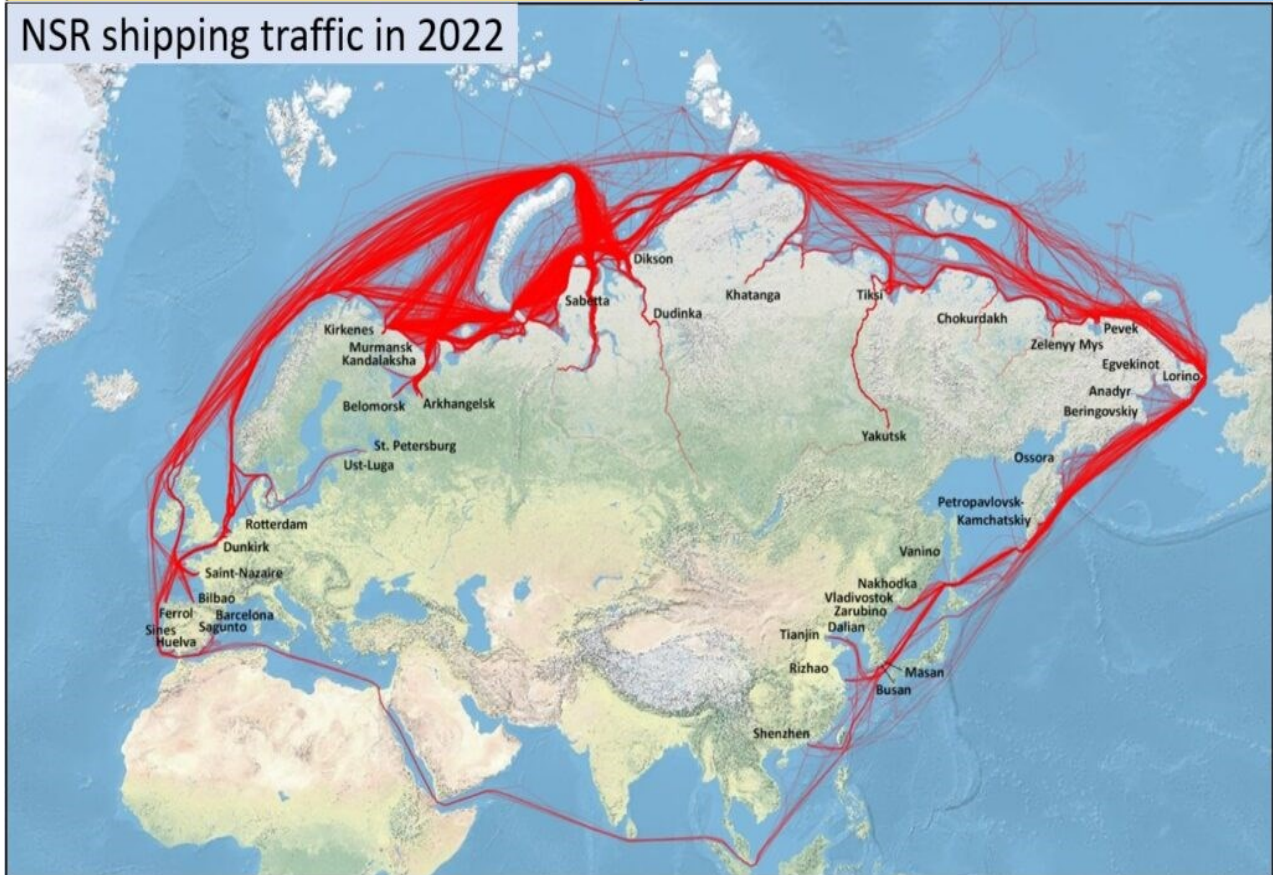 NSR shipping traffic in 2022
Dikson
Sabetta
Khatanga
Tiksi
Dudinka
Chokurdakh
Kirkenes
Pevek
Murmansk
Zelenyy Mys
Kandalaksha
Egvekinot
Lorino
Anadyr
Belomorsk
Arkhangelsk
Beringovskiy
Yakutsk
St. Petersburg
Ossora
Ust-Luga
Petropavlovsk-
Kamchatskiy
Rotterdam
Dunkirk
Vanino
Saint-Nazaire
Nakhodka
Bilbao
Vladivostok
Ferrol
Barcelona
Zarubino
Sines
Sagunto
Dalian
Tianjin
Huelva
Rizhao
Masan
Busan
Shenzhen